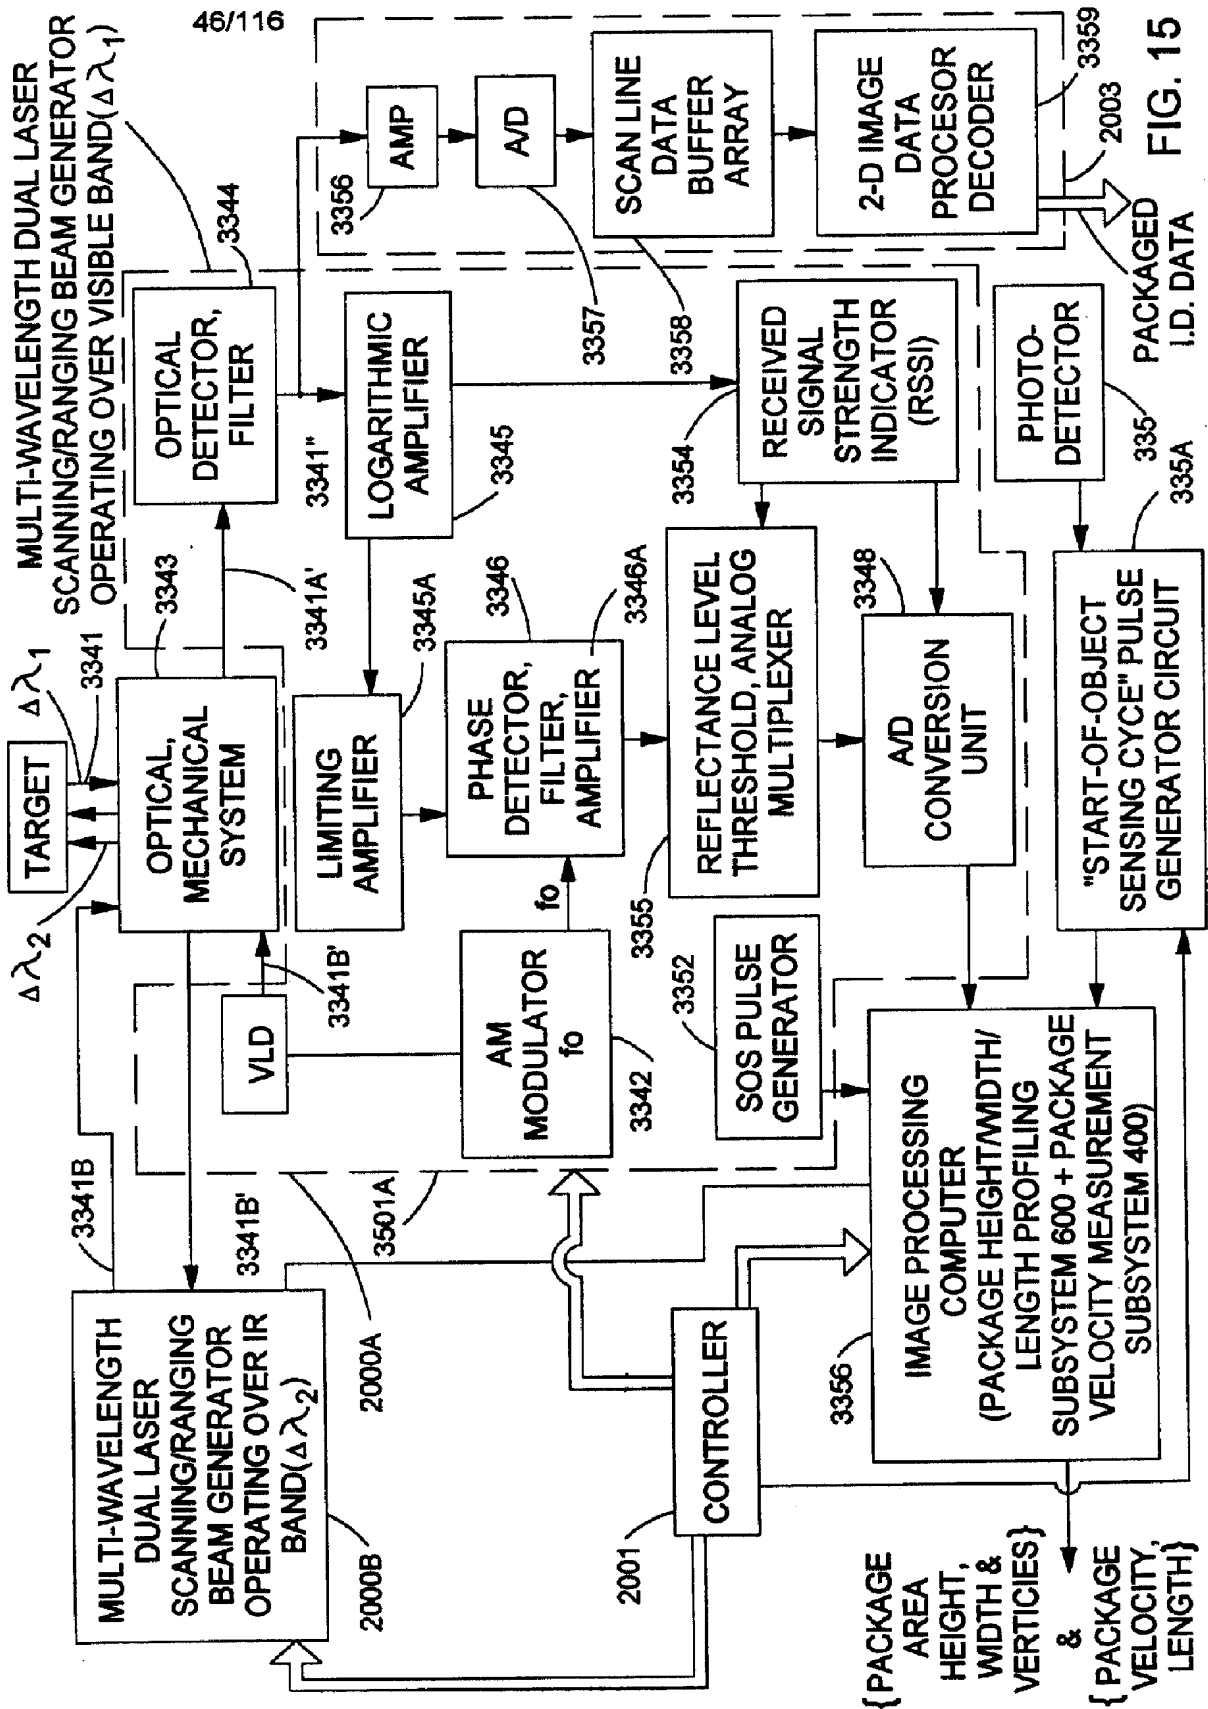 46/116
MULTI-WAVELENGTH DUAL LASER
SCANNING/RANGING BEAM GENERATOR
OPERATING OVER VISIBLE BAND(Δλ1)
TARGET
Δλ1
Δλ2
3341
3343
OPTICAL,
MECHANICAL
SYSTEM
3341A'
OPTICAL
DETECTOR,
FILTER
3344
3341"
LOGARITHMIC
AMPLIFIER
3345
LIMITING
AMPLIFIER
3345A
AMP
3356
A/D
3357
SCAN LINE
DATA
BUFFER
ARRAY
3358
2-D IMAGE
DATA
PROCESOR
DECODER
3359
2003
PACKAGED
I.D. DATA
FIG. 15
RECEIVED
SIGNAL
STRENGTH
INDICATOR
(RSSI)
3354
PHOTO-
DETECTOR
335
335A
"START-OF-OBJECT
SENSING CYCE" PULSE
GENERATOR CIRCUIT
PHASE
DETECTOR,
FILTER,
AMPLIFIER
3346
3346A
REFLECTANCE LEVEL
THRESHOLD, ANALOG
MULTIPLEXER
3355
A/D
CONVERSION
UNIT
3348
VLD
3341B'
AM
MODULATOR
fo
fo
3342
SOS PULSE
GENERATOR
3352
3341B
3341B'
3501A
2000A
MULTI-WAVELENGTH
DUAL LASER
SCANNING/RANGING
BEAM GENERATOR
OPERATING OVER IR
BAND(Δλ2)
2000B
CONTROLLER
2001
IMAGE PROCESSING
COMPUTER
(PACKAGE HEIGHT/WIDTH/
LENGTH PROFILING
SUBSYSTEM 600 + PACKAGE
VELOCITY MEASUREMENT
SUBSYSTEM 400)
3356
{PACKAGE
AREA
HEIGHT,
WIDTH &
VERTICIES}
&
{PACKAGE
VELOCITY,
LENGTH}